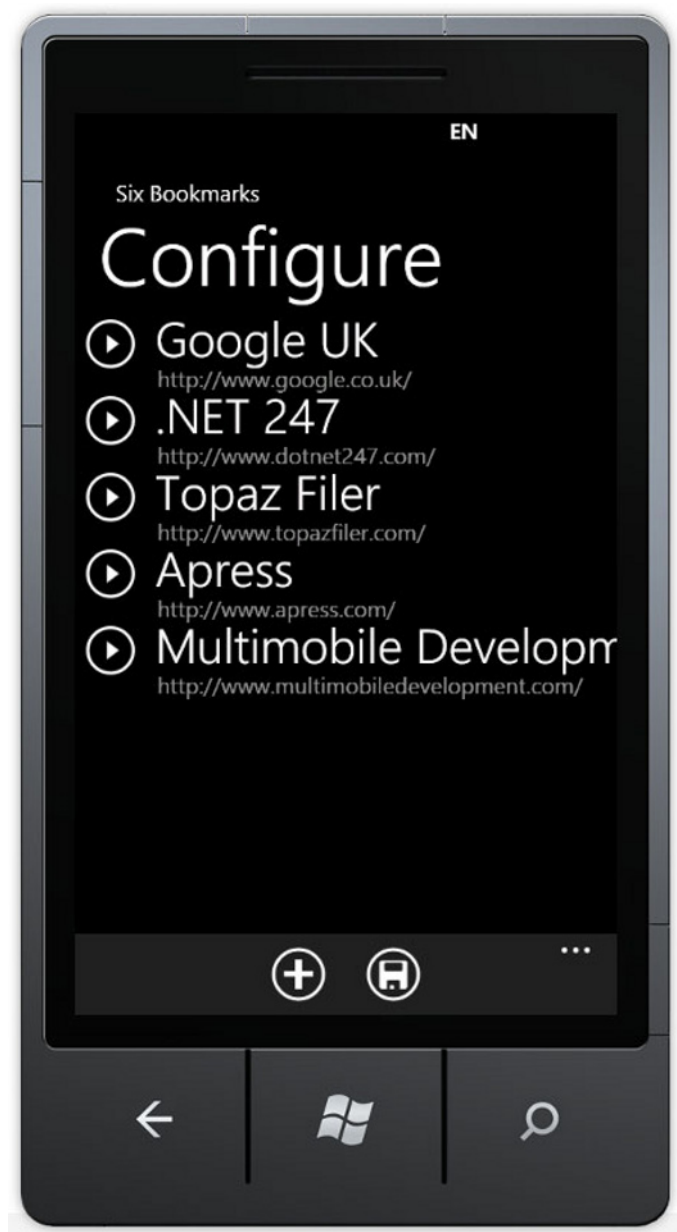 EN
Six Bookmarks
Configure
Google UK
http://www.google.co.uk/
.NET 247
http://www.dotnet247.com/
Topaz Filer
http://www.topazfiler.com/
Apress
http://www.apress.com/
Multimobile Developm
http://www.multimobiledevelopment.com/